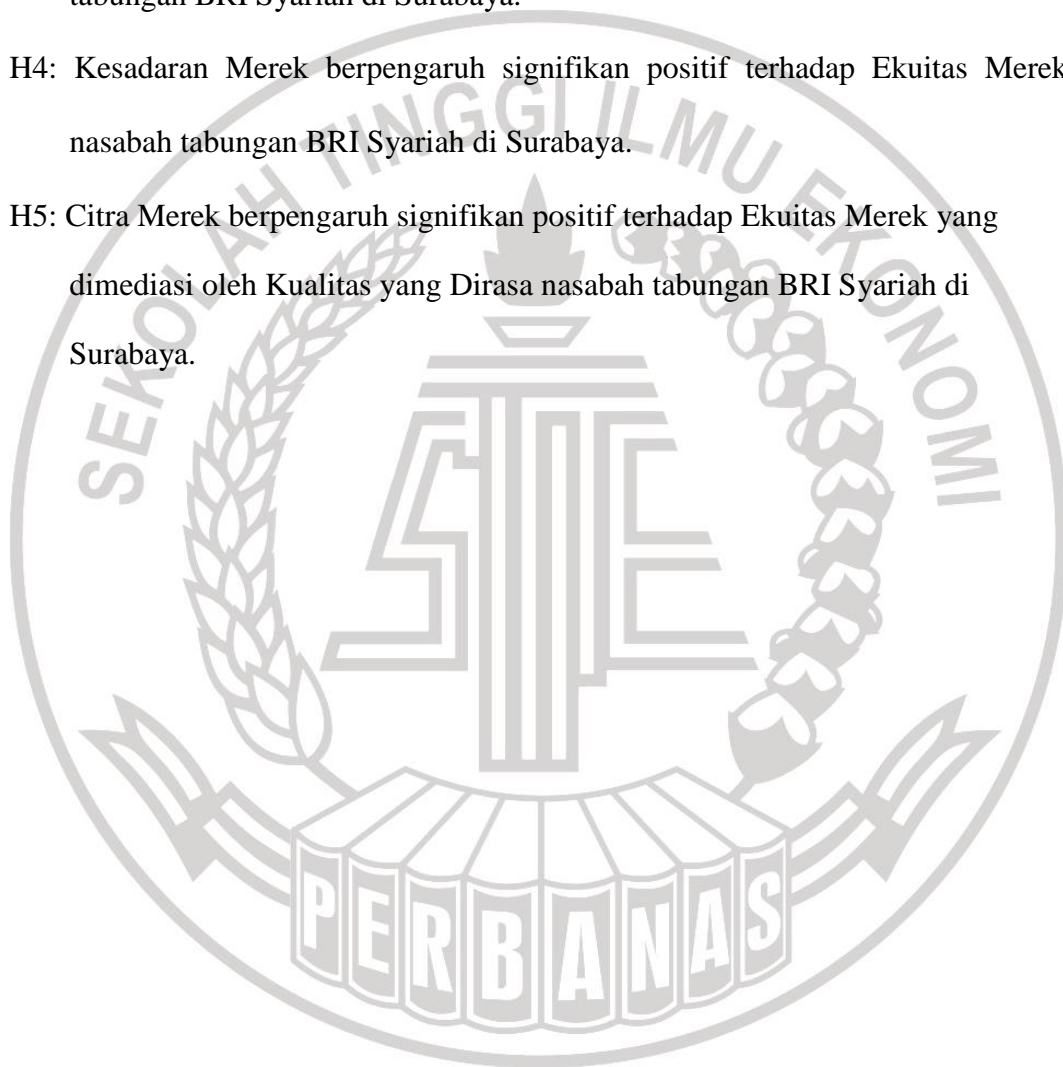 tabungan BRI Syariah di Surabaya.
H4: Kesadaran Merek berpengaruh signifikan positif terhadap Ekuitas Merek
nasabah tabungan BRI Syariah di Surabaya.
H5: Citra Merek berpengaruh signifikan positif terhadap Ekuitas Merek yang
dimediasi oleh Kualitas yang Dirasa nasabah tabungan BRI Syariah di
Surabaya.
SEKOLAH TINGGI ILMU EKONOMI
STIE
PERBANAS